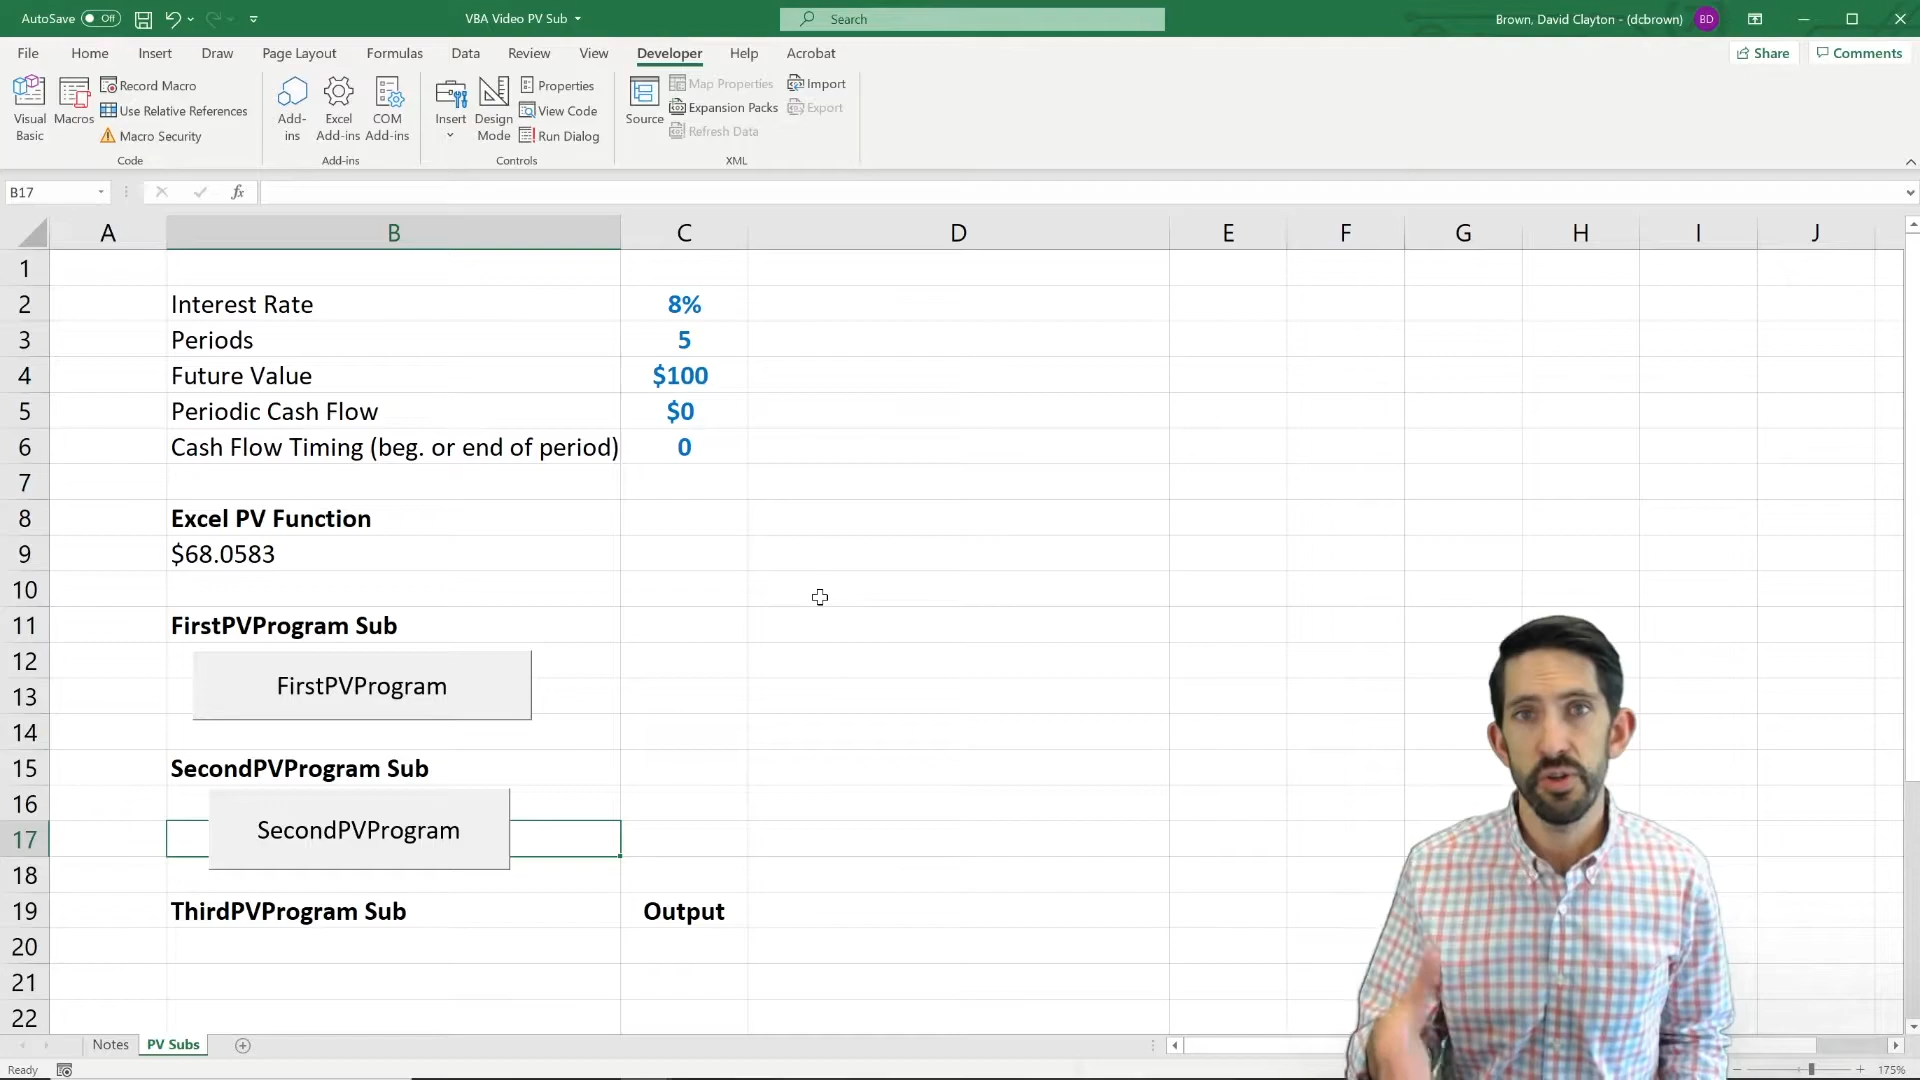 AutoSave Off VBA Video PV Sub Search Brown, David Clayton - (dcbrown) BD
File Home Insert Draw Page Layout Formulas Data Review View Developer Help Acrobat Share Comments
Visual Basic
Macros
Record Macro
Use Relative References
Macro Security
Code
Add-ins
Excel Add-ins
COM Add-ins
Add-ins
Insert
Design Mode
Properties
View Code
Run Dialog
Controls
Source
Map Properties
Expansion Packs
Refresh Data
Import
Export
XML
B17 fx
A B C D E F G H I J
1
2 Interest Rate 8%
3 Periods 5
4 Future Value $100
5 Periodic Cash Flow $0
6 Cash Flow Timing (beg. or end of period) 0
7
8 Excel PV Function
9 $68.0583
10
11 FirstPVProgram Sub
12
FirstPVProgram
13
14
15 SecondPVProgram Sub
16
SecondPVProgram
17
18
19 ThirdPVProgram Sub Output
20
21
22
Notes PV Subs
Ready 175%